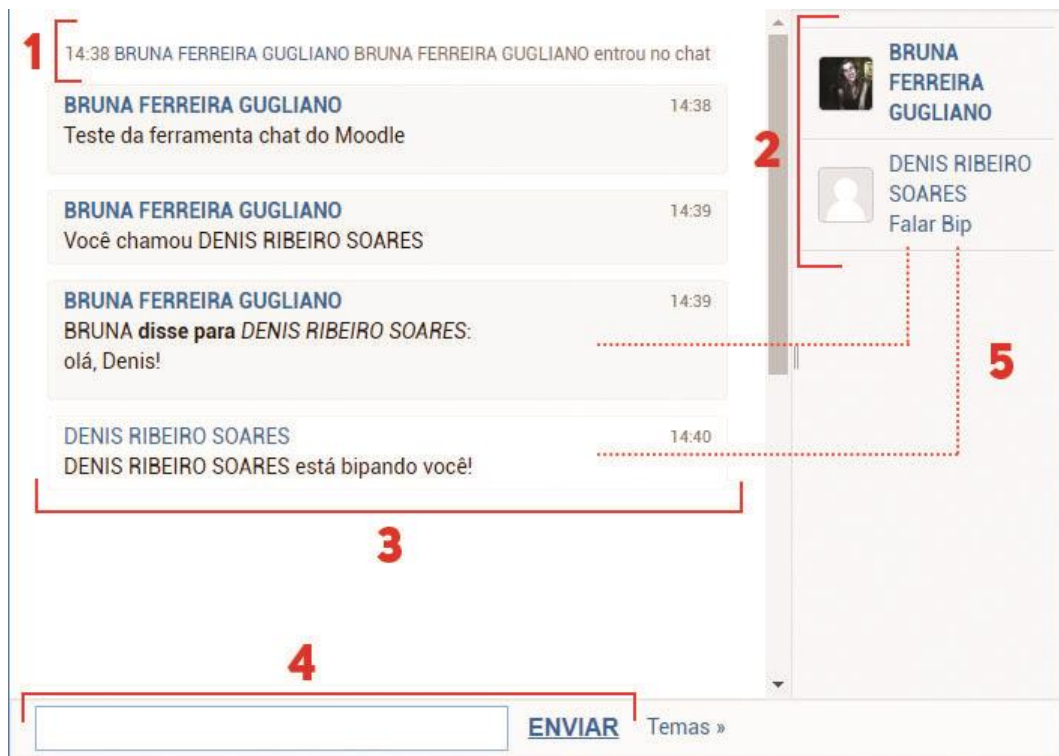 1
14:38 BRUNA FERREIRA GUGLIANO BRUNA FERREIRA GUGLIANO entrou no chat
BRUNA FERREIRA GUGLIANO 14:38
Teste da ferramenta chat do Moodle
BRUNA FERREIRA GUGLIANO 14:39
Você chamou DENIS RIBEIRO SOARES
BRUNA FERREIRA GUGLIANO 14:39
BRUNA disse para DENIS RIBEIRO SOARES:
olá, Denis!
DENIS RIBEIRO SOARES 14:40
DENIS RIBEIRO SOARES está bipando você!
3
4
ENVIAR Temas »
2
BRUNA
FERREIRA
GUGLIANO
DENIS RIBEIRO
SOARES
Falar Bip
5